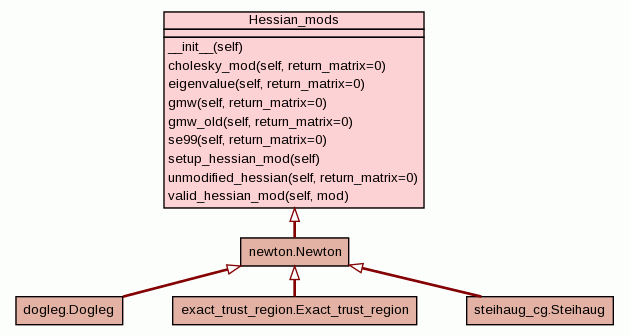 Hessian_mods
__init__(self)
cholesky_mod(self, return_matrix=0)
eigenvalue(self, return_matrix=0)
gmw(self, return_matrix=0)
gmw_old(self, return_matrix=0)
se99(self, return_matrix=0)
setup_hessian_mod(self)
unmodified_hessian(self, return_matrix=0)
valid_hessian_mod(self, mod)
newton.Newton
dogleg.Dogleg
exact_trust_region.Exact_trust_region
steihaug_cg.Steihaug